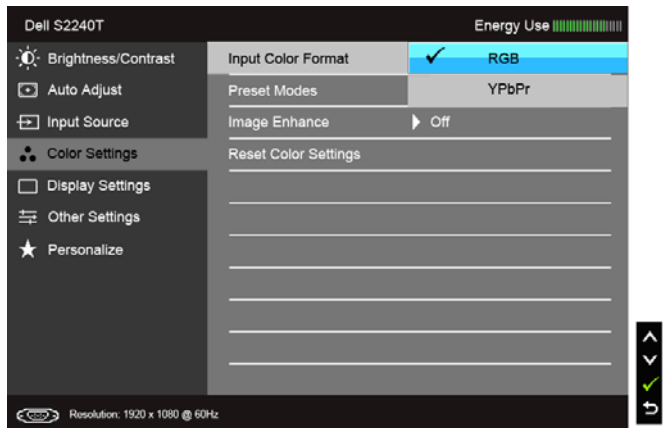 Dell S2240T Energy Use
Brightness/Contrast Input Color Format RGB
Auto Adjust Preset Modes YPbPr
Input Source Image Enhance Off
Color Settings Reset Color Settings
Display Settings
Other Settings
Personalize
Resolution: 1920 x 1080 @ 60Hz